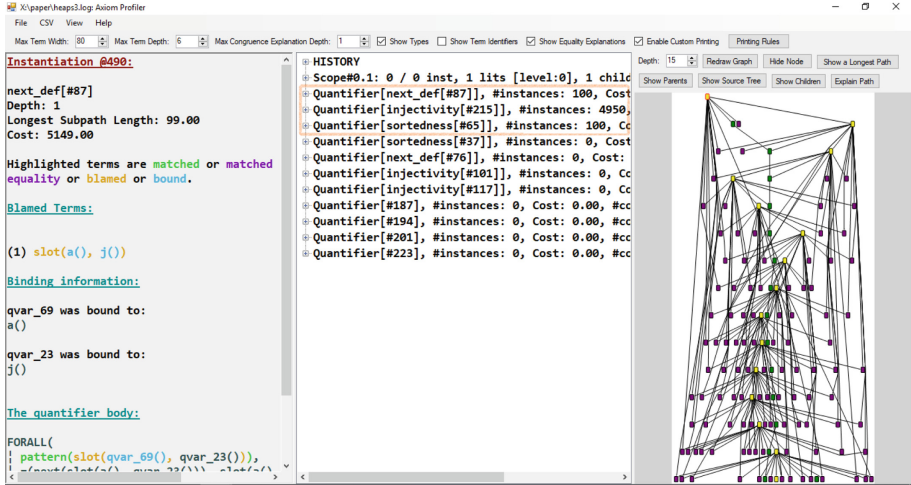 X:\paper\heaps3.log: Axiom Profiler
File CSV View Help
Max Term Width: 80 Max Term Depth: 6 Max Congruence Explanation Depth: 1 Show Types Show Term Identifiers Show Equality Explanations Enable Custom Printing Printing Rules
Instantiation @490:
next_def[#87]
Depth: 1
Longest Subpath Length: 99.00
Cost: 5149.00
Highlighted terms are matched or matched
equality or blamed or bound.
Blamed Terms:
(1) slot(a(), j())
Binding information:
qvar_69 was bound to:
a()
qvar_23 was bound to:
j()
The quantifier body:
FORALL(
pattern(slot(qvar_69(), qvar_23())),
HISTORY
Scope#0.1: 0 / 0 inst, 1 lits [level:0], 1 child
Quantifier[next_def[#87]], #instances: 100, Cost
Quantifier[injectivity[#215]], #instances: 4950,
Quantifier[sortedness[#65]], #instances: 100, Co
Quantifier[sortedness[#37]], #instances: 0, Cost
Quantifier[next_def[#76]], #instances: 0, Cost:
Quantifier[injectivity[#101]], #instances: 0, Co
Quantifier[injectivity[#117]], #instances: 0, Co
Quantifier[#187], #instances: 0, Cost: 0.00, #co
Quantifier[#194], #instances: 0, Cost: 0.00, #co
Quantifier[#201], #instances: 0, Cost: 0.00, #co
Quantifier[#223], #instances: 0, Cost: 0.00, #co
Depth: 15 Redraw Graph Hide Node Show a Longest Path
Show Parents Show Source Tree Show Children Explain Path